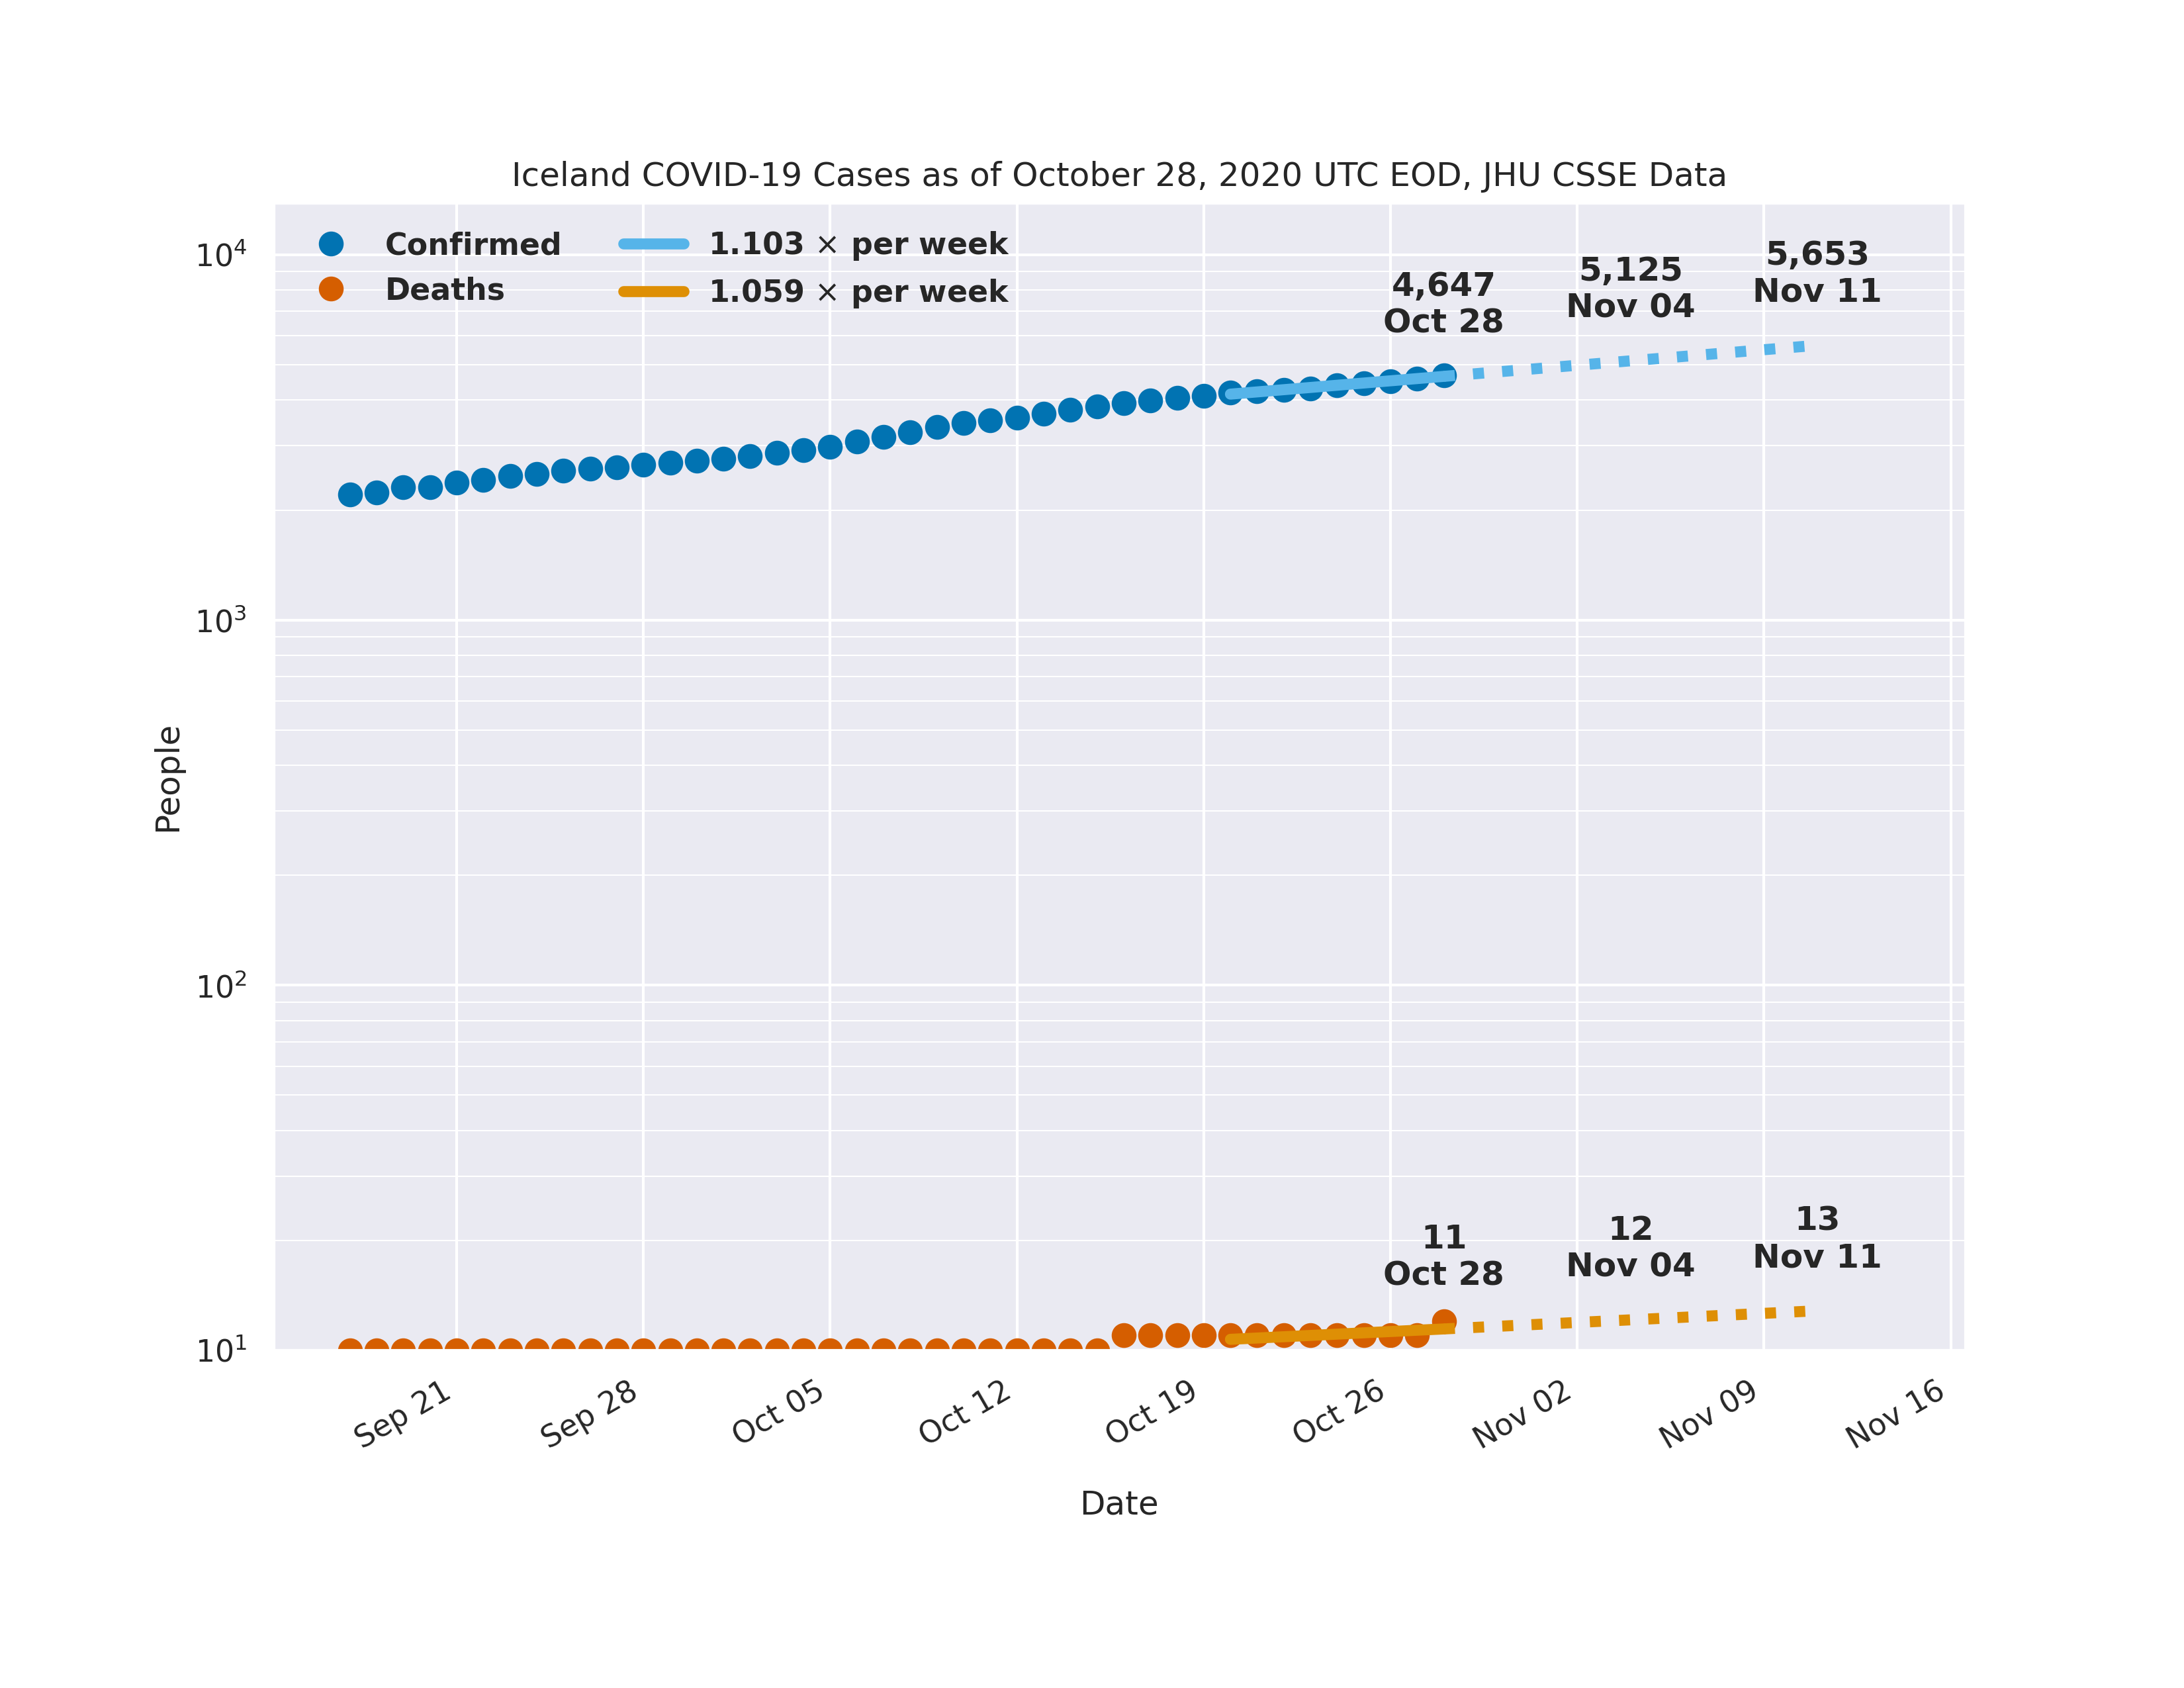 Iceland COVID-19 Cases as of October 28, 2020 UTC EOD, JHU CSSE Data
Confirmed
Deaths
1.103 × per week
1.059 × per week
4,647
Oct 28
5,125
Nov 04
5,653
Nov 11
10⁴
10³
10²
10¹
People
11
Oct 28
12
Nov 04
13
Nov 11
Sep 21
Sep 28
Oct 05
Oct 12
Oct 19
Oct 26
Nov 02
Nov 09
Nov 16
Date